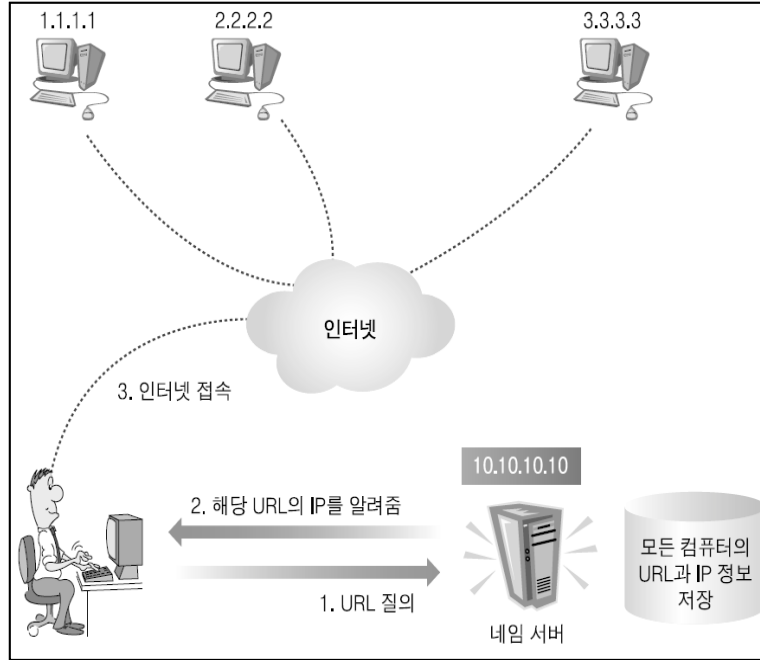 1.1.1.1
2.2.2.2
3.3.3.3
인터넷
3. 인터넷 접속
10.10.10.10
2. 해당 URL의 IP를 알려줌
1. URL 질의
네임 서버
모든 컴퓨터의
URL과 IP 정보
저장